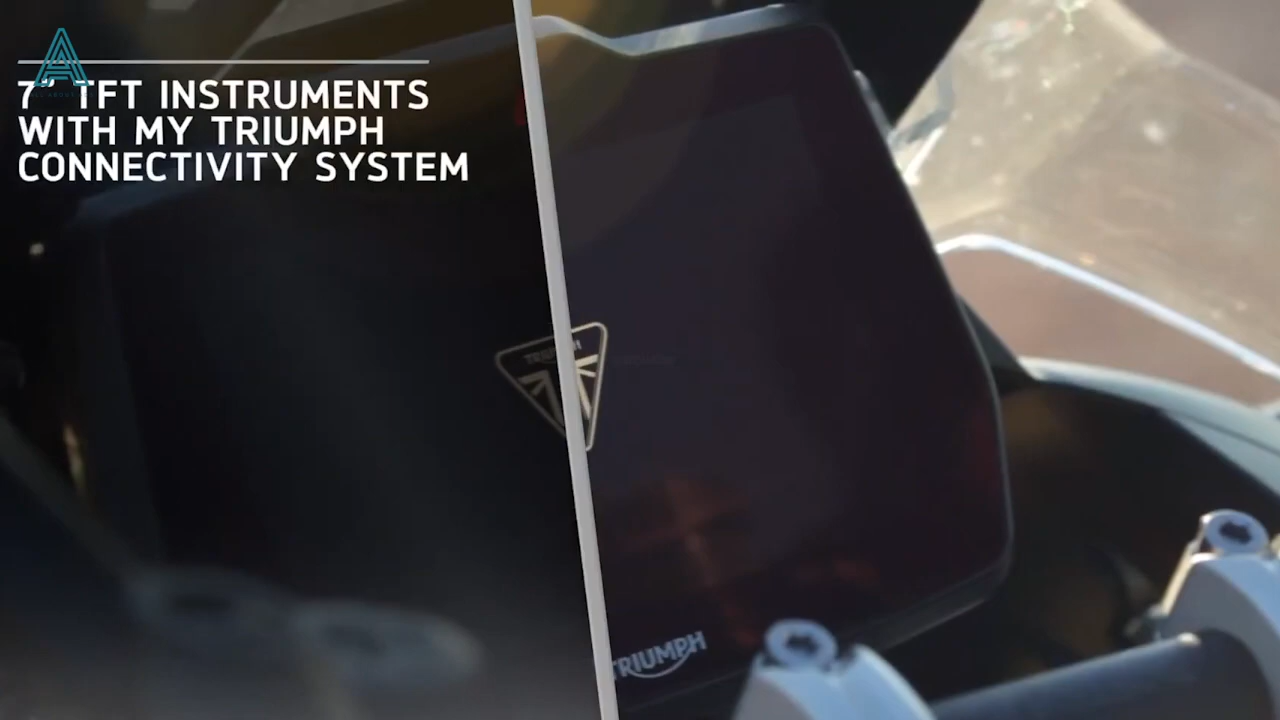 7" TFT INSTRUMENTS
WITH MY TRIUMPH
CONNECTIVITY SYSTEM
TRIUMPH